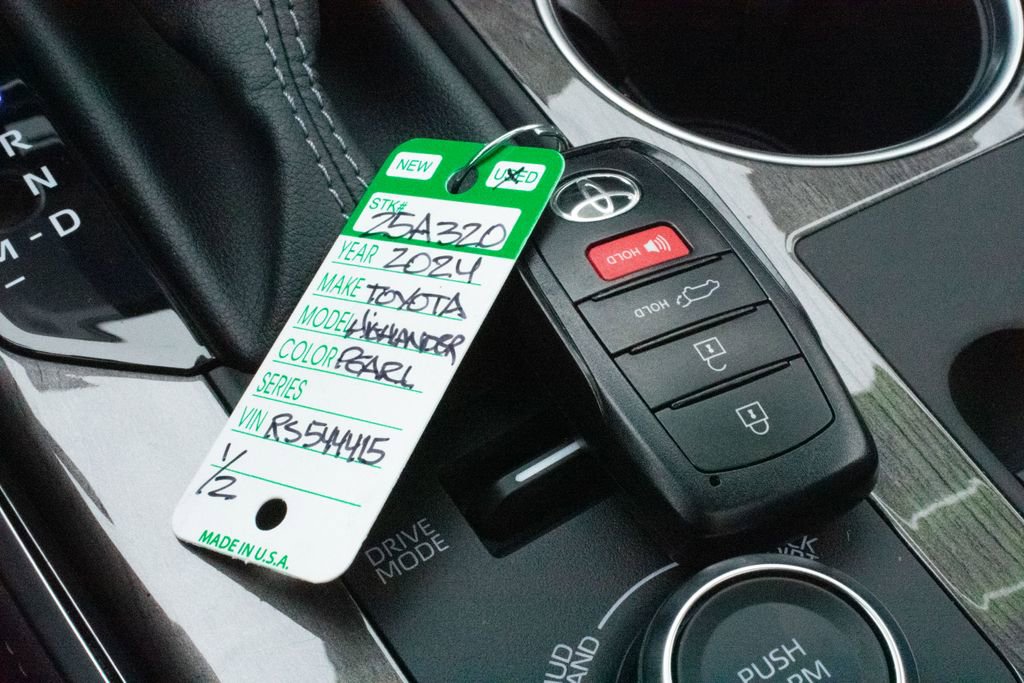 R
N
M - D
–
NEW USED
STK# 25A320
YEAR 2024
MAKE TOYOTA
MODEL HIGHLANDER
COLOR PEARL
SERIES
VIN RS544415
1/2
MADE IN U.S.A.
HOLD
HOLD
DRIVE
MODE
PUSH